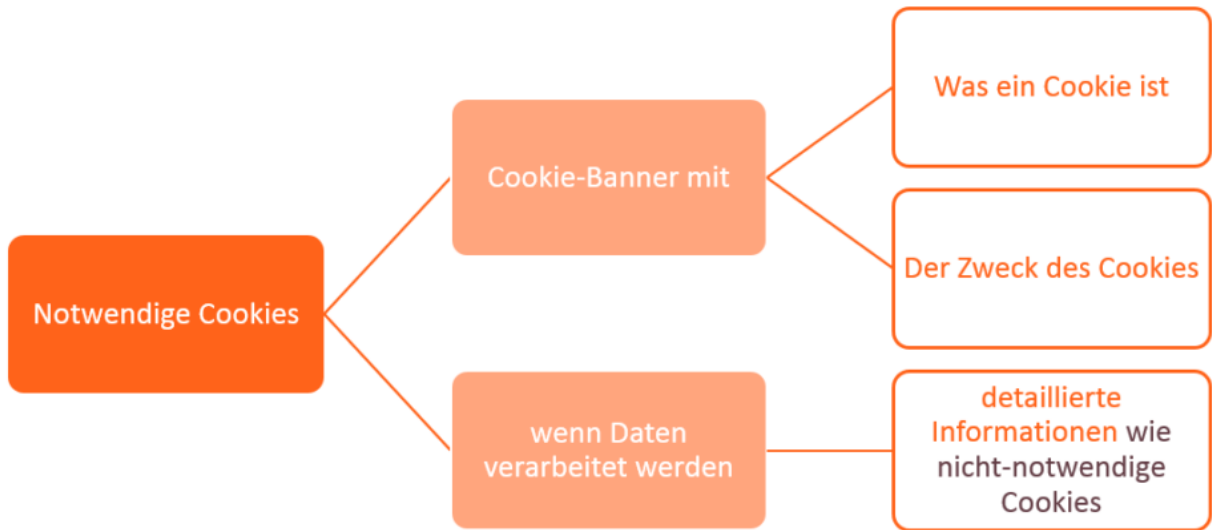 Notwendige Cookies
Cookie-Banner mit
Was ein Cookie ist
Der Zweck des Cookies
wenn Daten
verarbeitet werden
detaillierte
Informationen wie
nicht-notwendige
Cookies